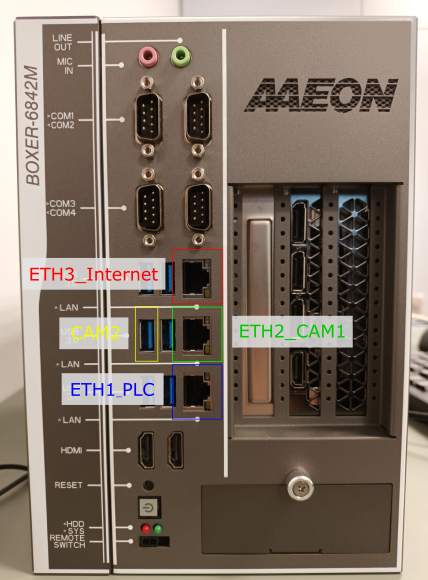 LINE
OUT
MIC
IN
AAEON
BOXER-6842M
COM1
COM2
COM3
COM4
ETH3_Internet
LAN
CAM2
ETH2_CAM1
LAN
ETH1_PLC
LAN
HDMI
RESET
HDD
SYS
REMOTE
SWITCH